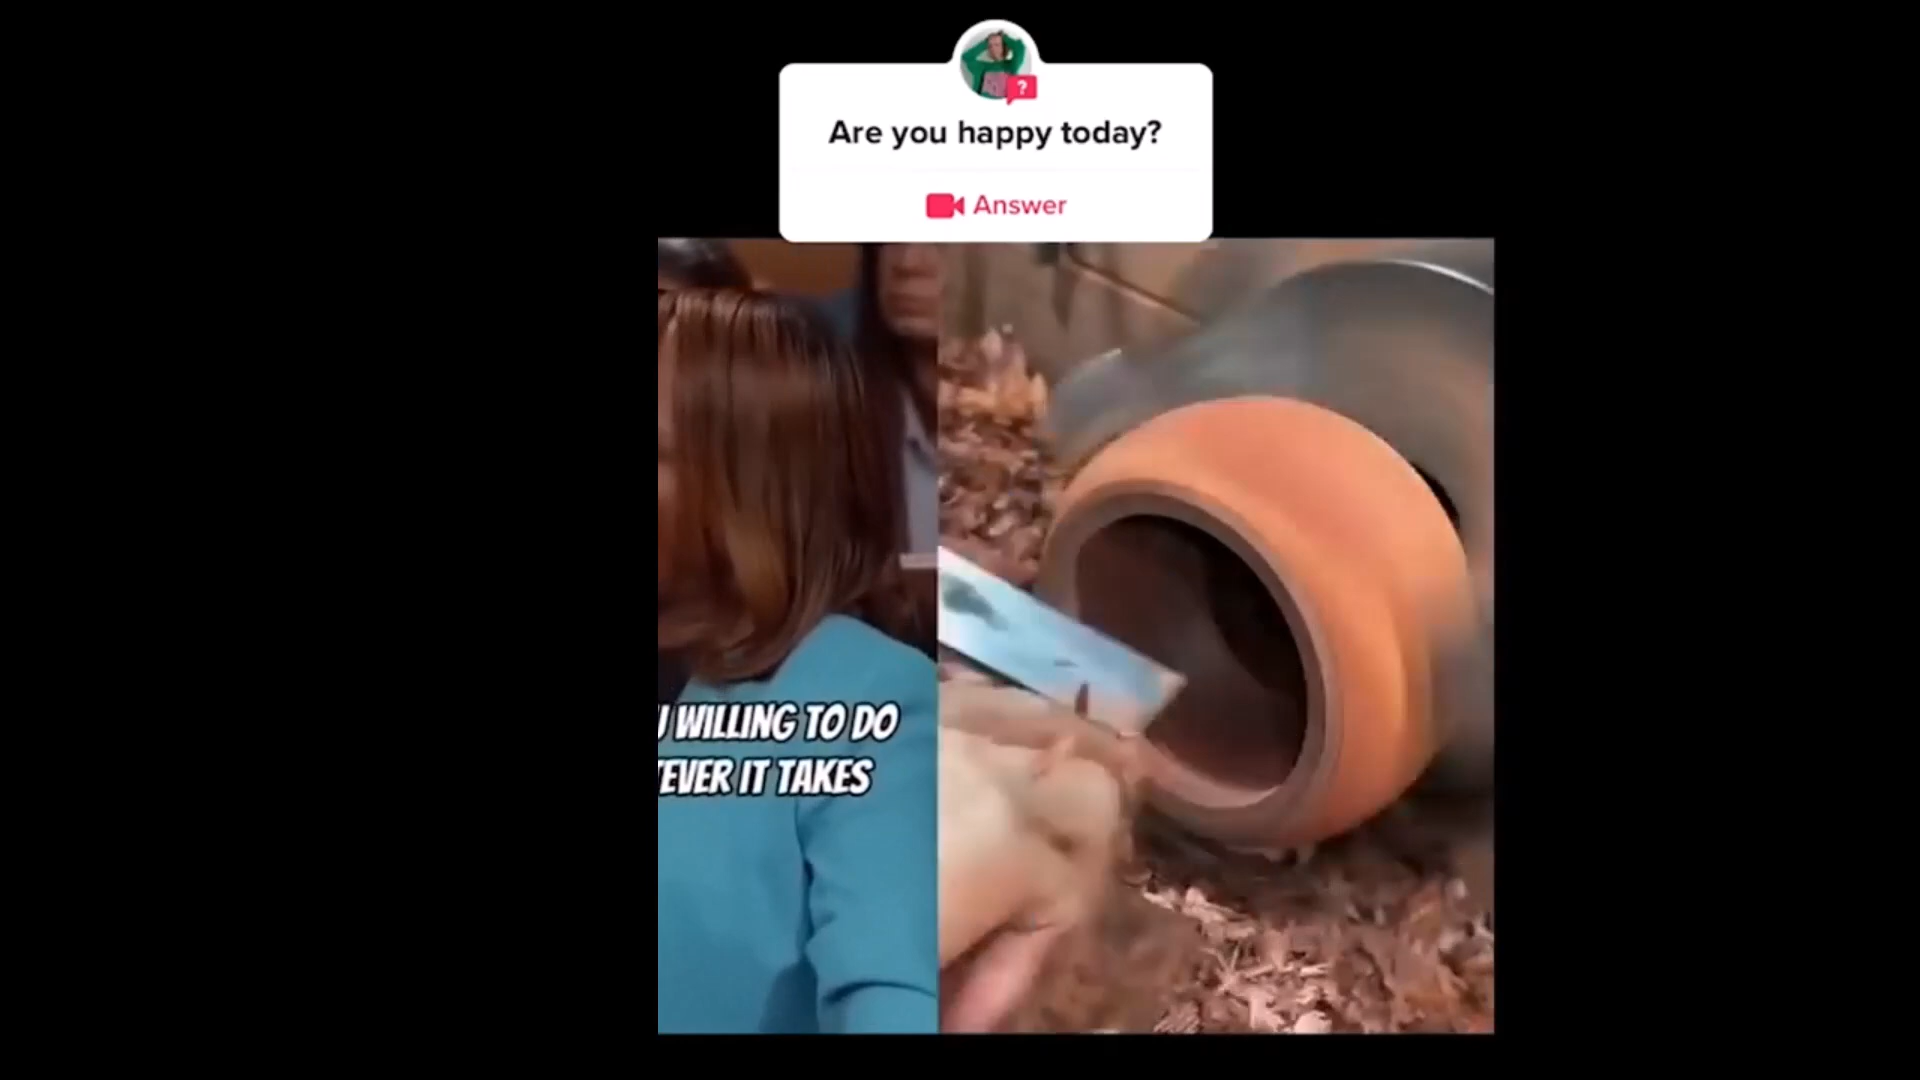 ?
Are you happy today?
Answer
WILLING TO DO
EVER IT TAKES